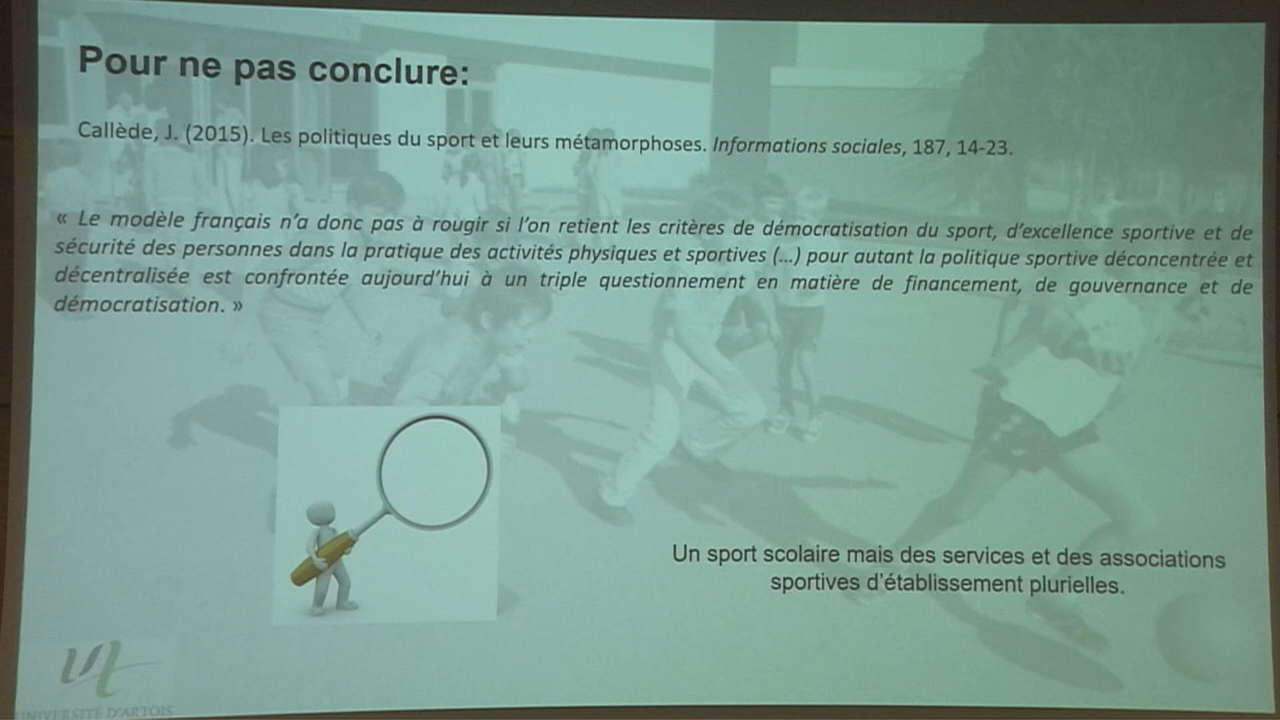 Pour ne pas conclure:
Callède, J. (2015). Les politiques du sport et leurs métamorphoses. Informations sociales, 187, 14-23.
« Le modèle français n’a donc pas à rougir si l’on retient les critères de démocratisation du sport, d’excellence sportive et de
sécurité des personnes dans la pratique des activités physiques et sportives (...) pour autant la politique sportive déconcentrée et
décentralisée est confrontée aujourd’hui à un triple questionnement en matière de financement, de gouvernance et de
démocratisation. »
Un sport scolaire mais des services et des associations
sportives d’établissement plurielles.
UNIVERSITÉ D'ARTOIS